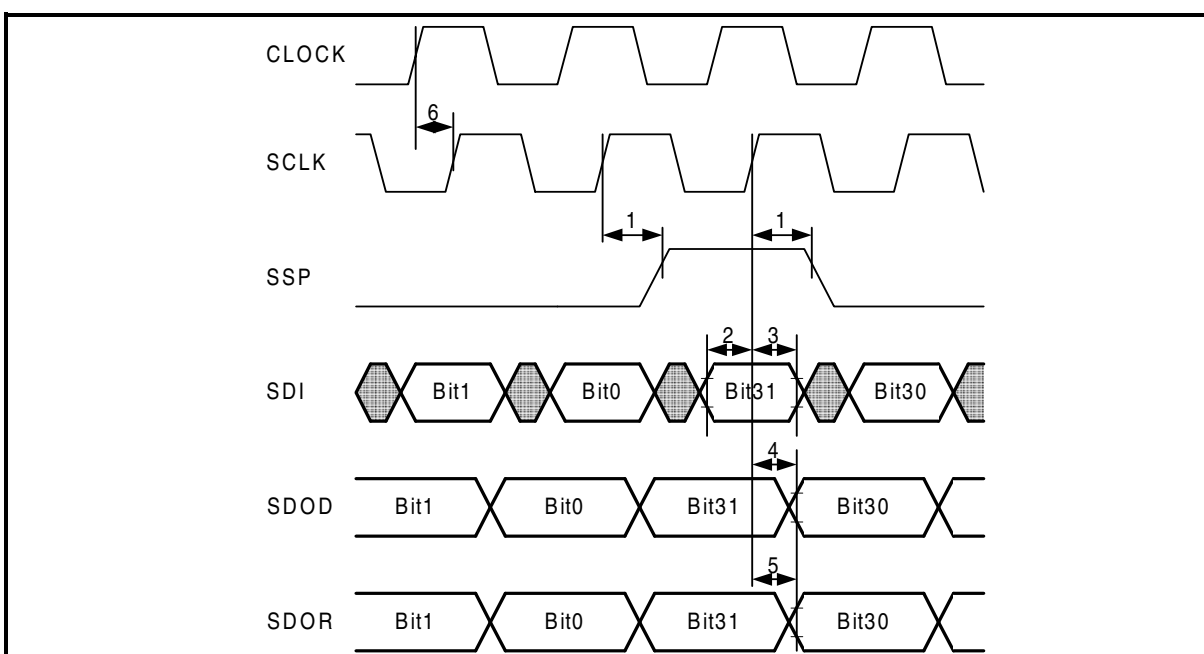 CLOCK
6
SCLK
1 1
SSP
2 3
SDI Bit1 Bit0 Bit31 Bit30
4
SDOD Bit1 Bit0 Bit31 Bit30
5
SDOR Bit1 Bit0 Bit31 Bit30